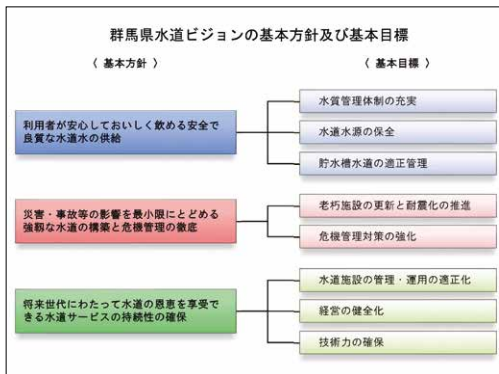 群馬県水道ビジョンの基本方針及び基本目標
〈 基本方針 〉
〈 基本目標 〉
利用者が安心しておいしく飲める安全で
良質な水道水の供給
水質管理体制の充実
水道水源の保全
貯水槽水道の適正管理
災害・事故等の影響を最小限にとどめる
強靱な水道の構築と危機管理の徹底
老朽施設の更新と耐震化の推進
危機管理対策の強化
将来世代にわたって水道の恩恵を享受で
きる水道サービスの持続性の確保
水道施設の管理・運用の適正化
経営の健全化
技術力の確保